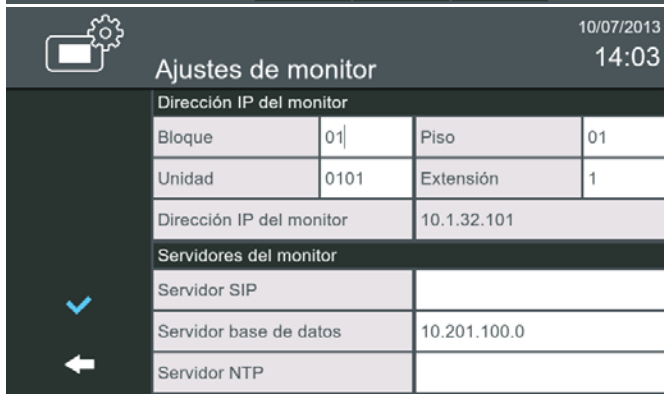 10/07/2013
14:03
Ajustes de monitor
Dirección IP del monitor
Bloque 01 Piso 01
Unidad 0101 Extensión 1
Dirección IP del monitor 10.1.32.101
Servidores del monitor
Servidor SIP
Servidor base de datos 10.201.100.0
Servidor NTP